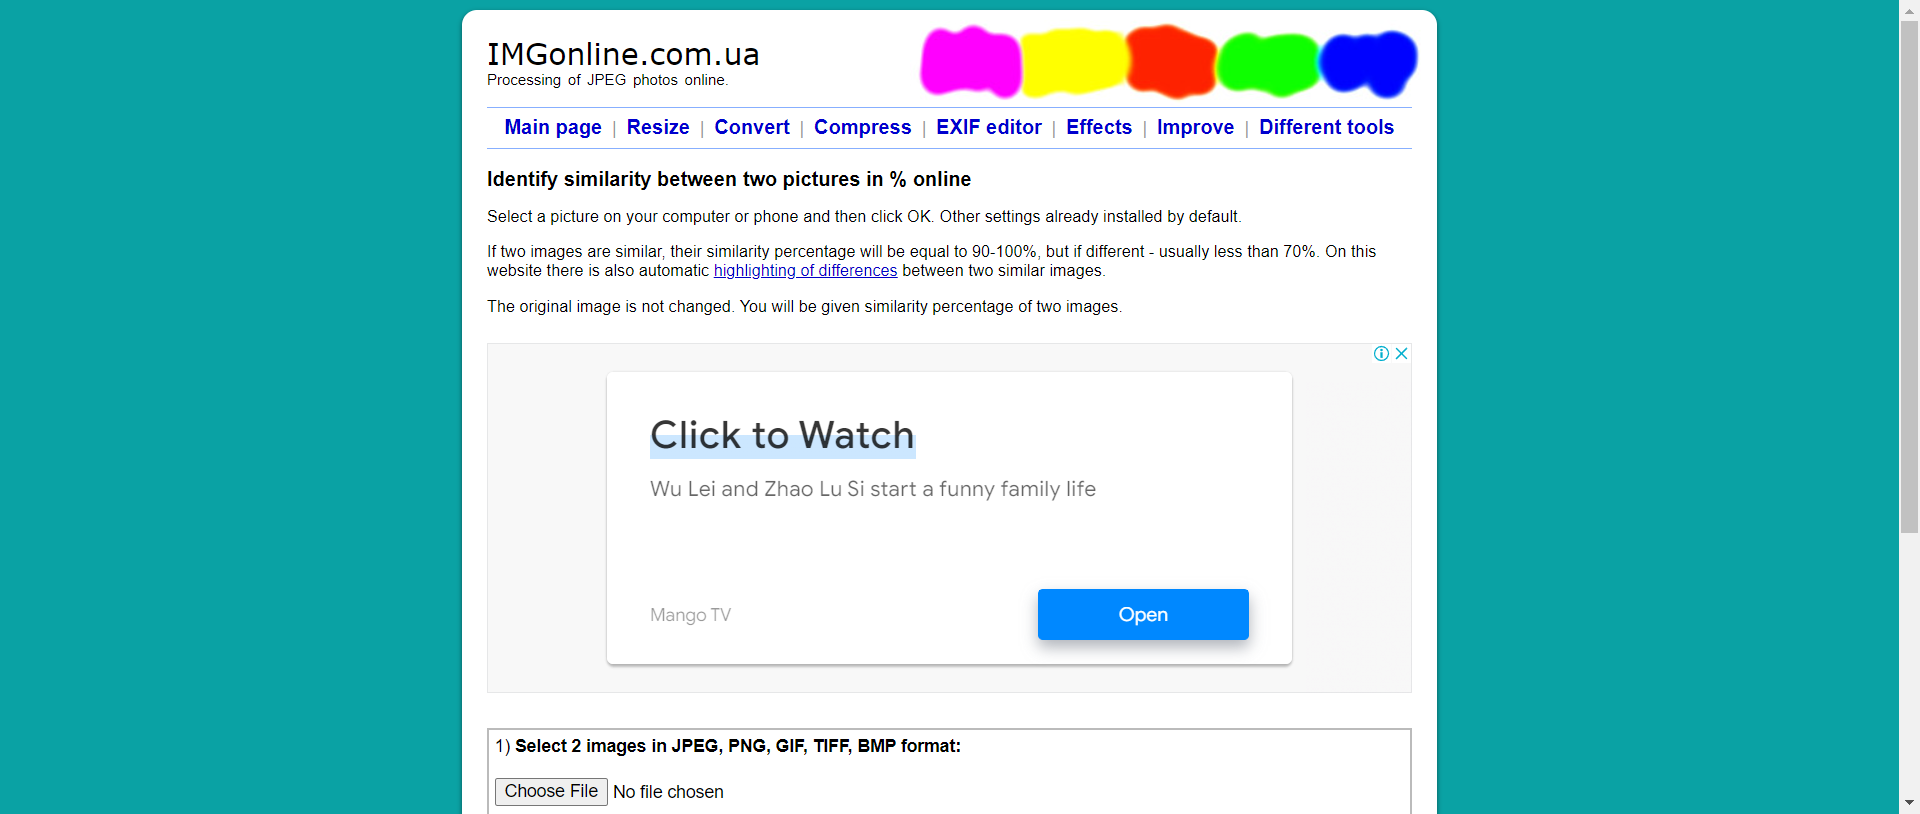 IMGonline.com.ua
Processing of JPEG photos online.
Main page | Resize | Convert | Compress | EXIF editor | Effects | Improve | Different tools
Identify similarity between two pictures in % online
Select a picture on your computer or phone and then click OK. Other settings already installed by default.
If two images are similar, their similarity percentage will be equal to 90-100%, but if different - usually less than 70%. On this
website there is also automatic highlighting of differences between two similar images.
The original image is not changed. You will be given similarity percentage of two images.
Click to Watch
Wu Lei and Zhao Lu Si start a funny family life
Mango TV
Open
1) Select 2 images in JPEG, PNG, GIF, TIFF, BMP format:
Choose File No file chosen